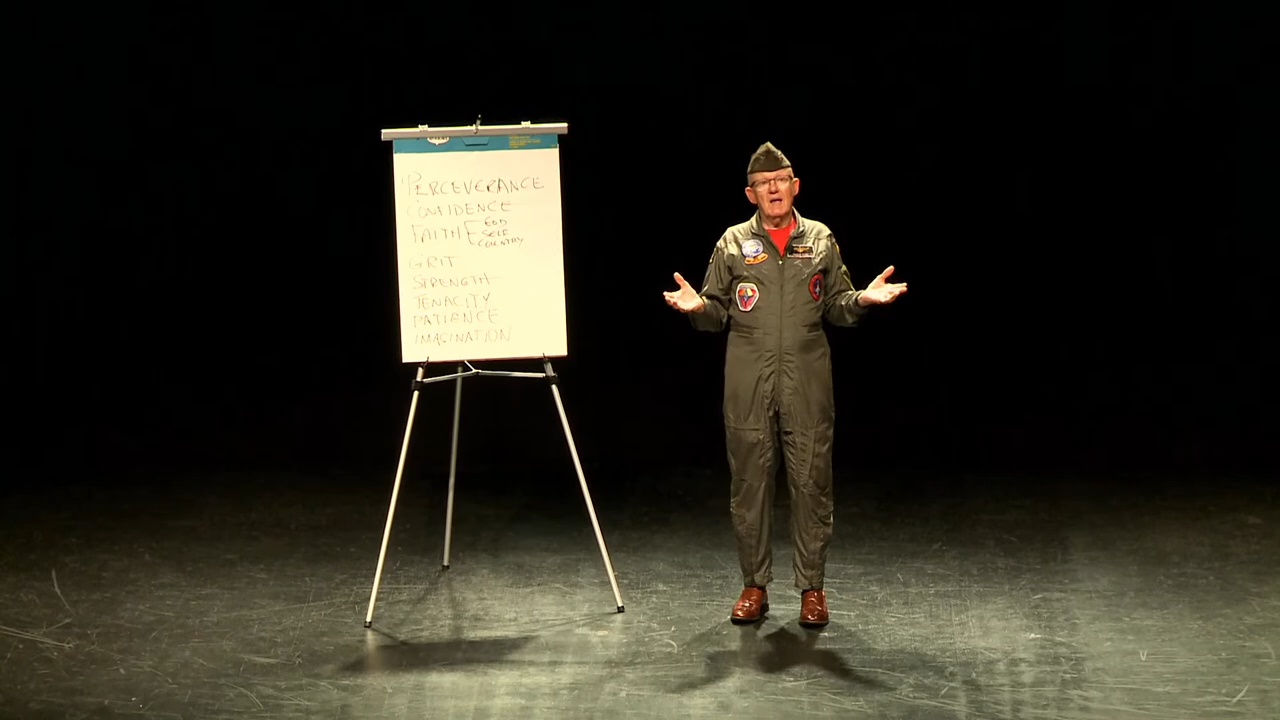 PERCEVERANCE
CONFIDENCE
FAITH E GOD
SELF
COUNTRY
GRIT
STRENGTH
TENACITY
PATIENCE
IMAGINATION